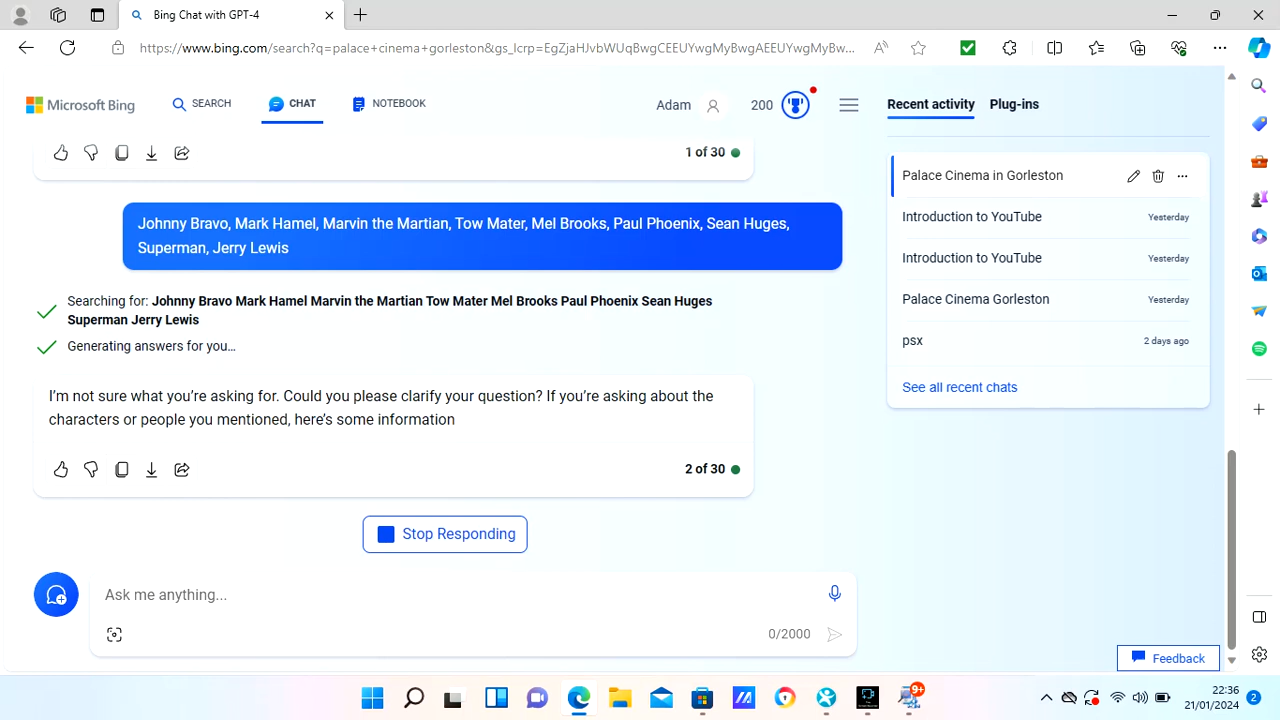 Bing Chat with GPT-4
https://www.bing.com/search?q=palace+cinema+gorleston&gs_lcrp=EgZjaHJvbWUqBwgCEEUYwgMyBwgAEEUYwgMyBw...
Microsoft Bing
SEARCH
CHAT
NOTEBOOK
Adam
200
Recent activity
Plug-ins
1 of 30
Johnny Bravo, Mark Hamel, Marvin the Martian, Tow Mater, Mel Brooks, Paul Phoenix, Sean Huges,
Superman, Jerry Lewis
Searching for: Johnny Bravo Mark Hamel Marvin the Martian Tow Mater Mel Brooks Paul Phoenix Sean Huges
Superman Jerry Lewis
Generating answers for you...
I'm not sure what you're asking for. Could you please clarify your question? If you're asking about the
characters or people you mentioned, here's some information
2 of 30
Stop Responding
Ask me anything...
0/2000
Palace Cinema in Gorleston
Introduction to YouTube
Yesterday
Introduction to YouTube
Yesterday
Palace Cinema Gorleston
Yesterday
psx
2 days ago
See all recent chats
Feedback
9+
22:36
21/01/2024
2